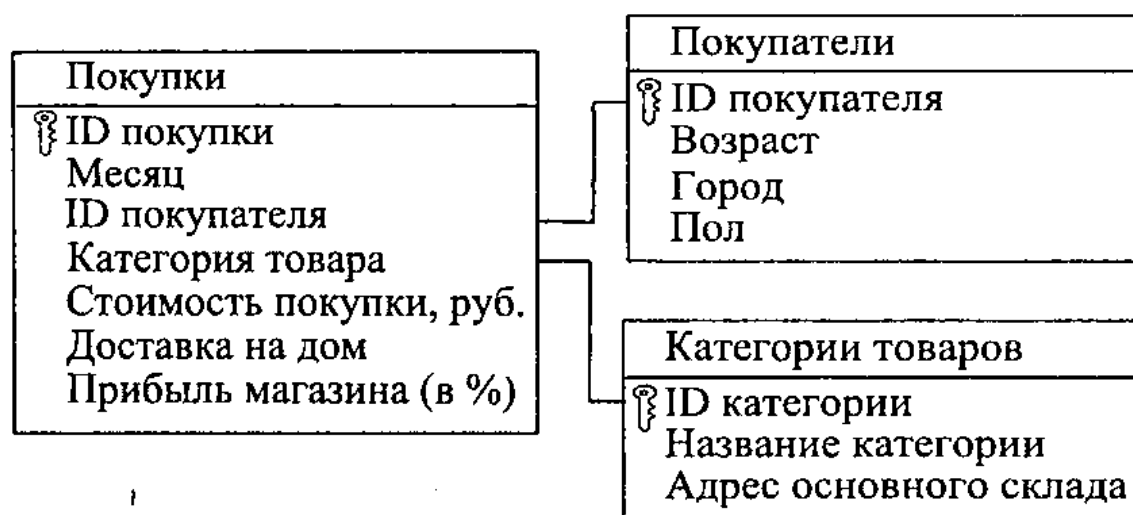 Покупки
ID покупки
Месяц
ID покупателя
Категория товара
Стоимость покупки, руб.
Доставка на дом
Прибыль магазина (в %)
Покупатели
ID покупателя
Возраст
Город
Пол
Категории товаров
ID категории
Название категории
Адрес основного склада